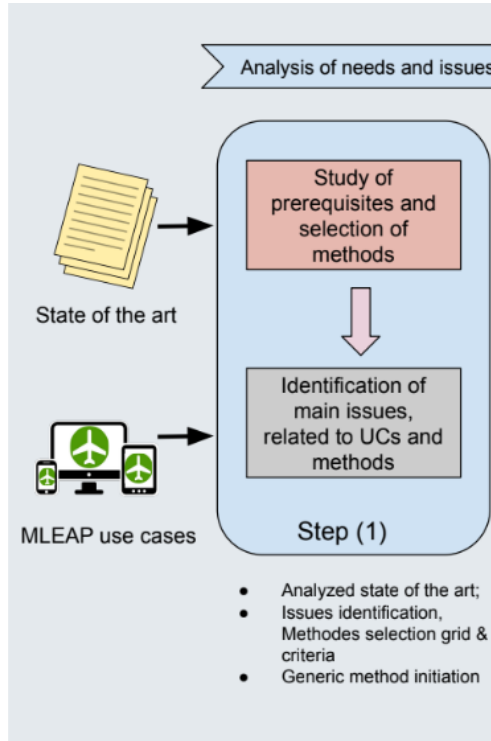 Analysis of needs and issues
Study of
prerequisites and
selection of
methods
State of the art
Identification of
main issues,
related to UCs and
methods
MLEAP use cases
Step (1)
● Analyzed state of the art;
● Issues identification,
Methodes selection grid &
criteria
● Generic method initiation